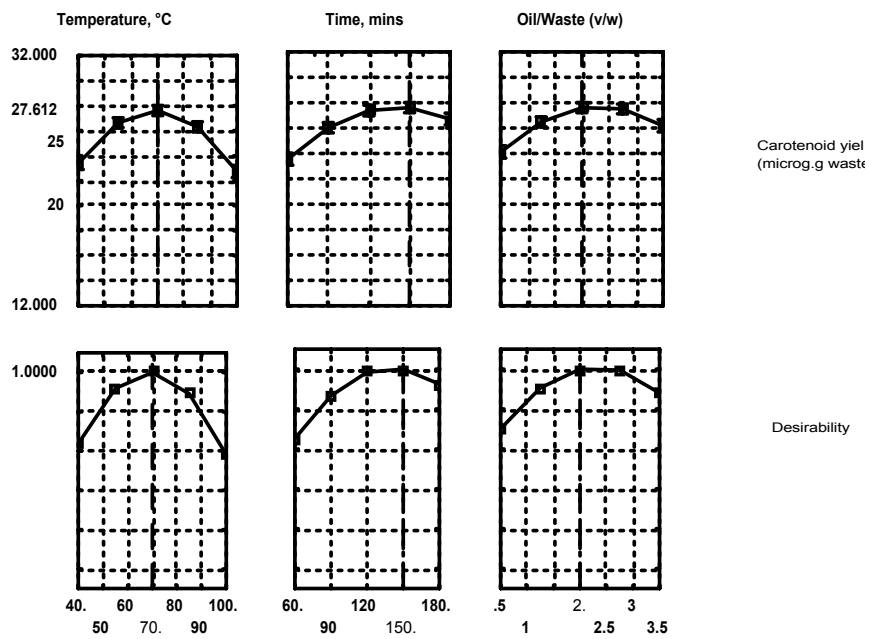 Temperature, °C Time, mins Oil/Waste (v/w)
32.000
27.612
25
20
12.000
Carotenoid yiel
(microg.g waste
1.0000
Desirability
40. 60 80 100. 60. 120 180. .5 2. 3
50 70. 90 90 150. 1 2.5 3.5